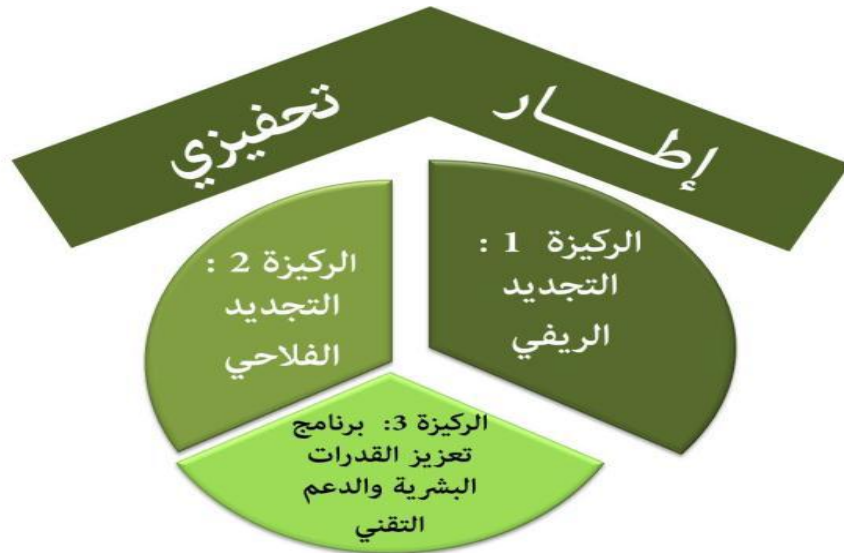 إطـــار
تحفيزي
الركيزة 1 :
التجديد
الريفي
الركيزة 2 :
التجديد
الفلاحي
الركيزة 3: برنامج
تعزيز القدرات
البشرية والدعم
التقني